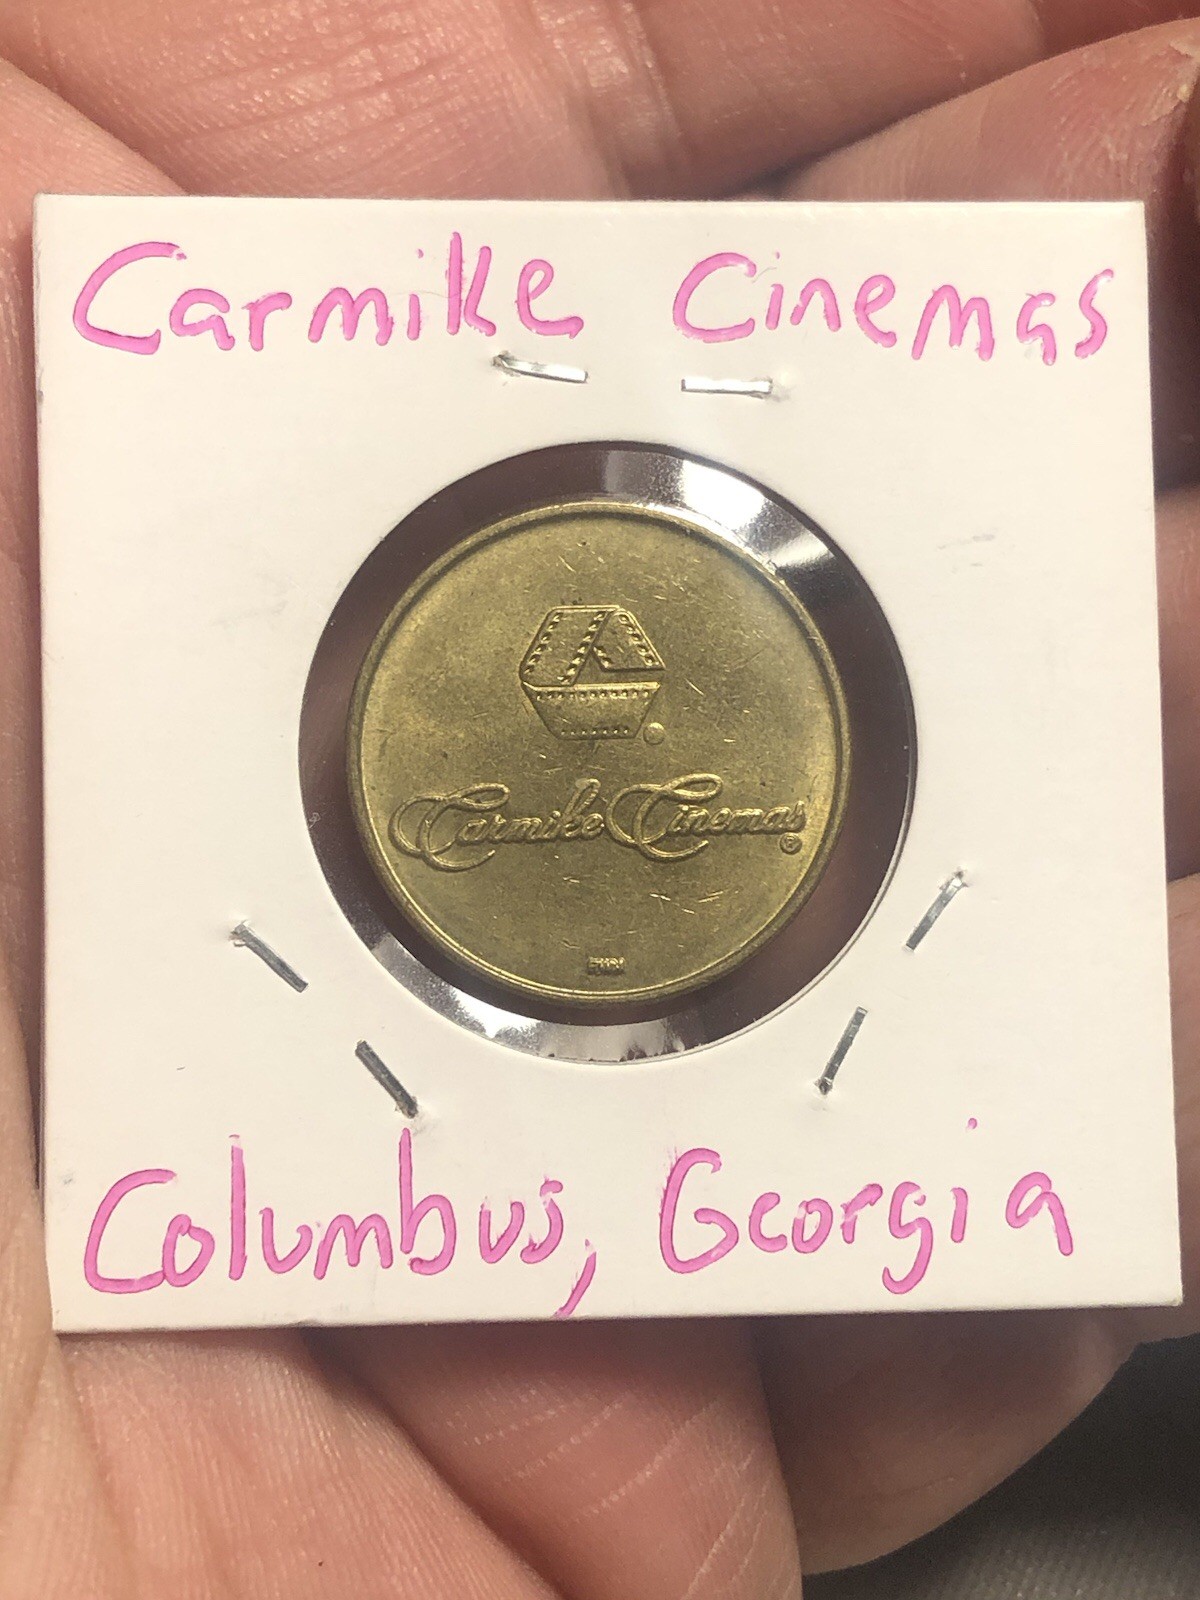 Carmike Cinemas
Carmike Cinemas®
Columbus, Georgia